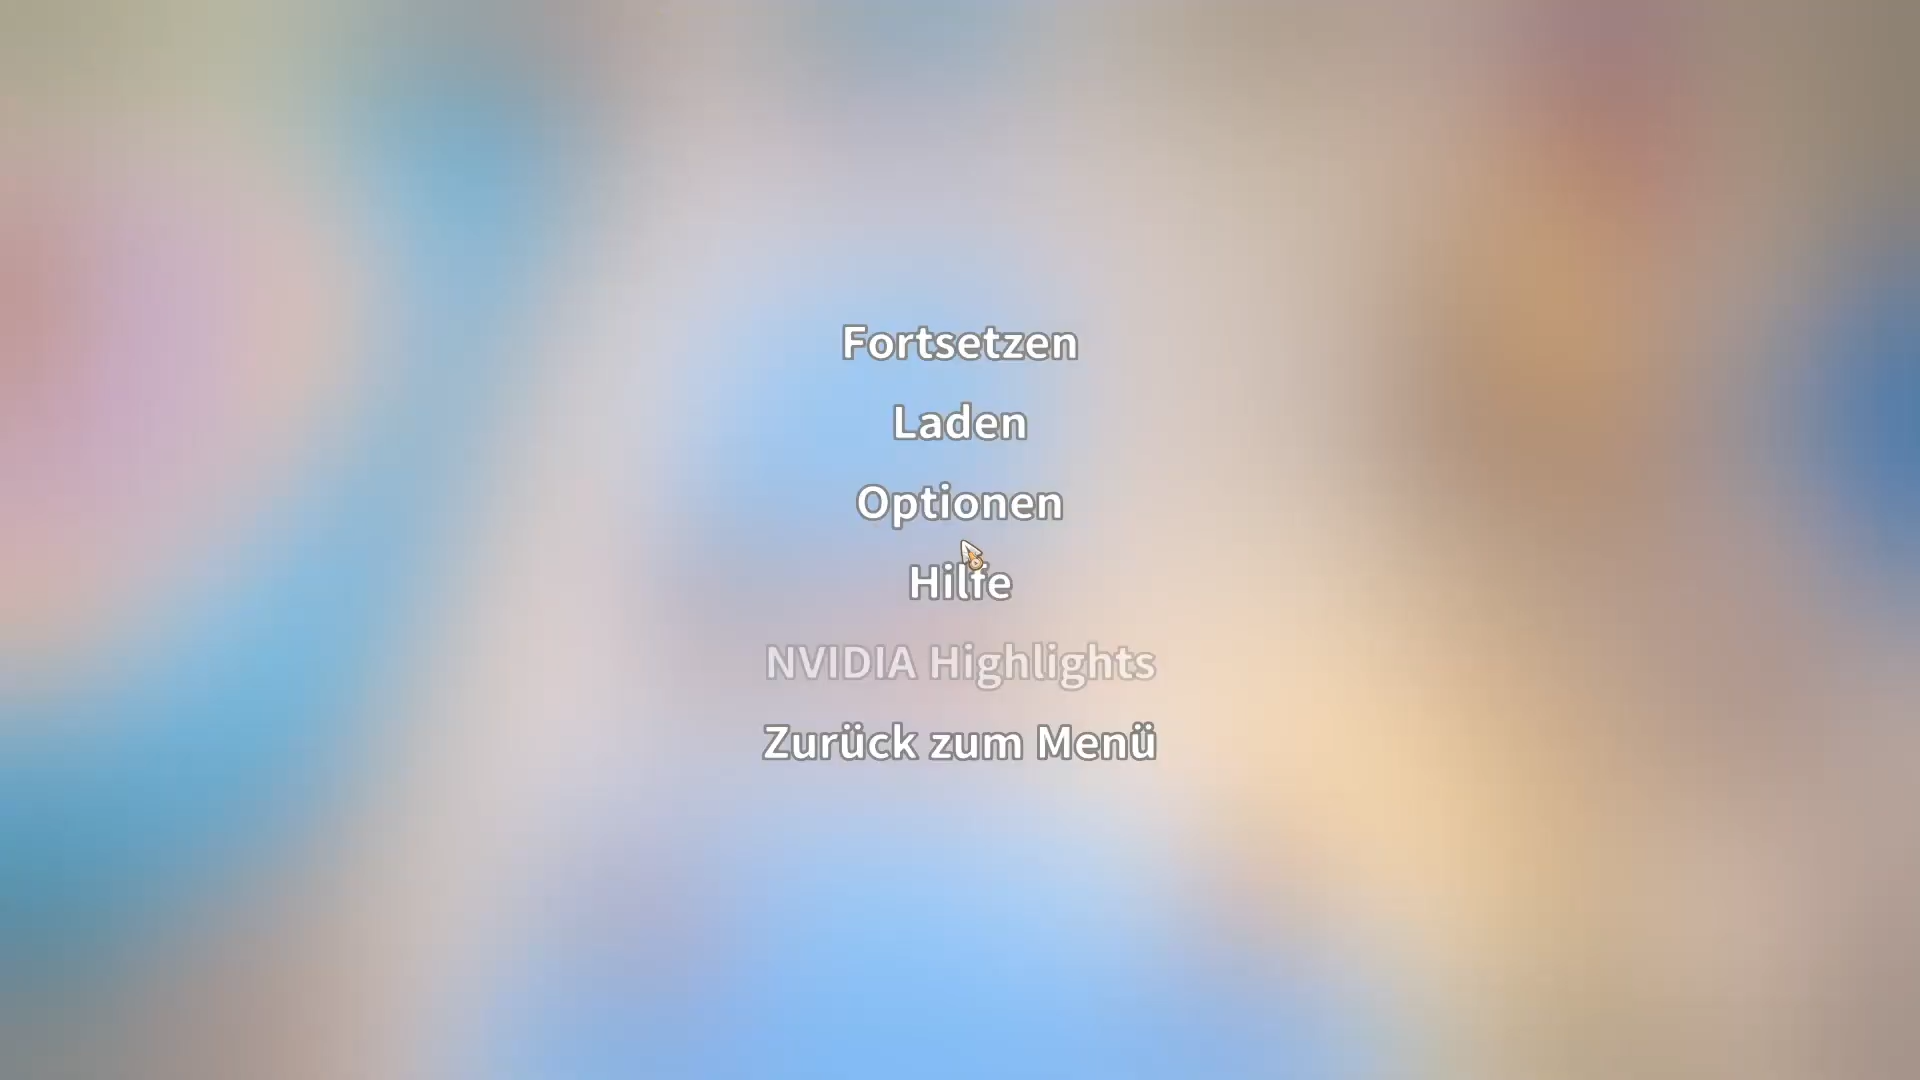 Fortsetzen
Laden
Optionen
Hilfe
NVIDIA Highlights
Zurück zum Menü